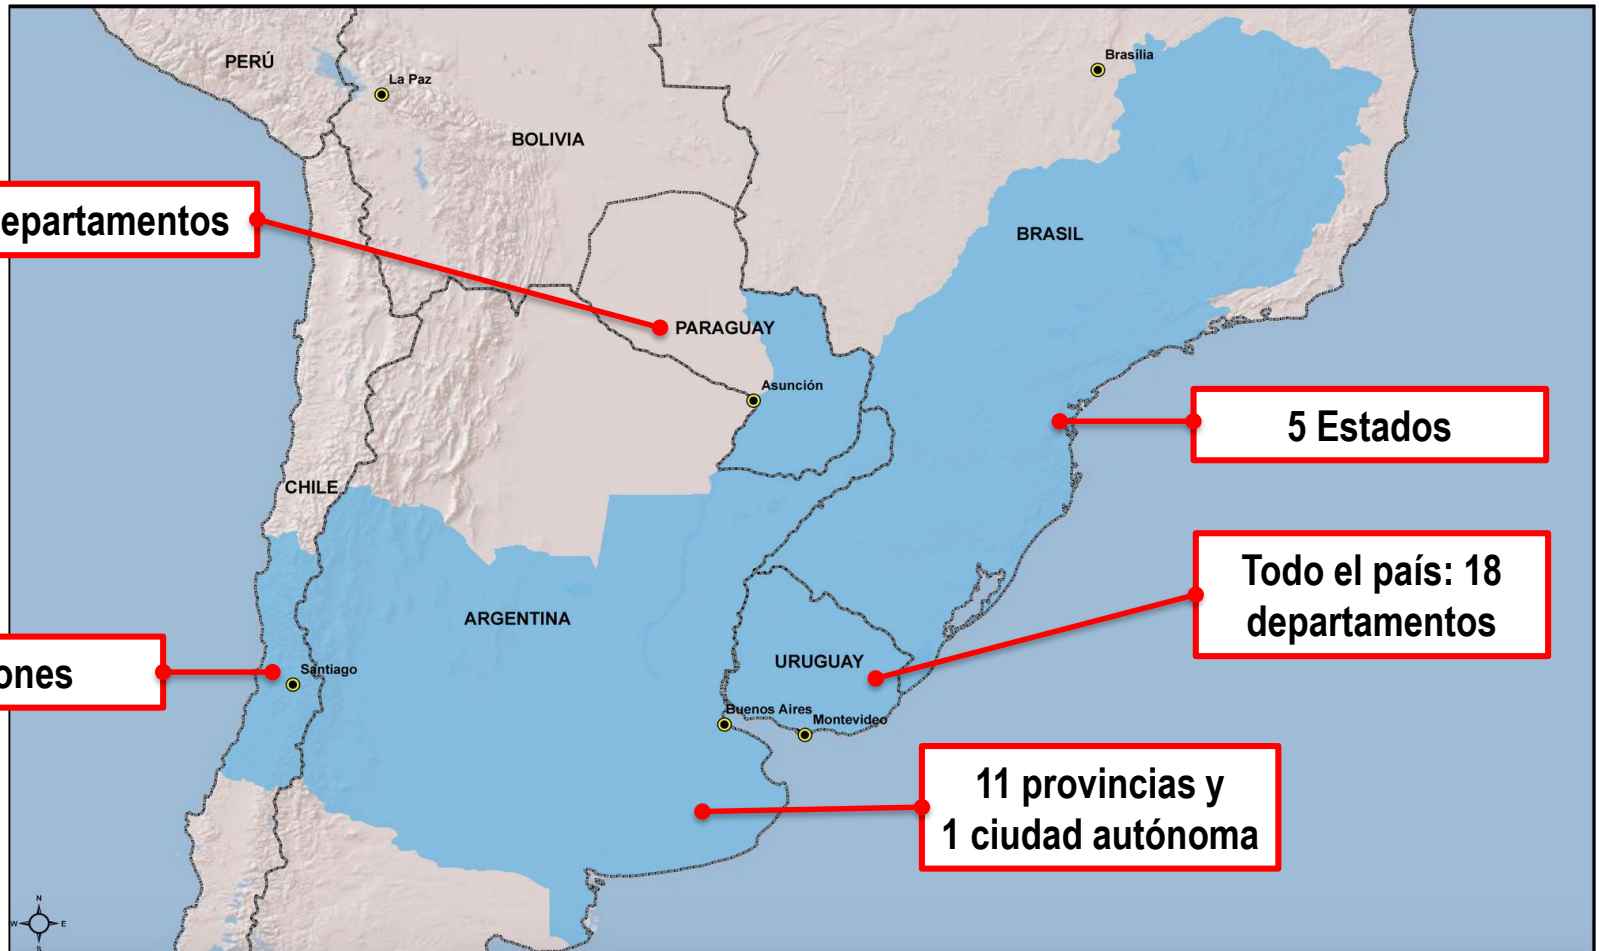 PERÚ
La Paz
Brasília
BOLIVIA
epartamentos
BRASIL
PARAGUAY
Asunción
5 Estados
CHILE
Todo el país: 18
departamentos
ARGENTINA
URUGUAY
ones
Santiago
Buenos Aires
Montevideo
11 provincias y
1 ciudad autónoma
N
W
E
S